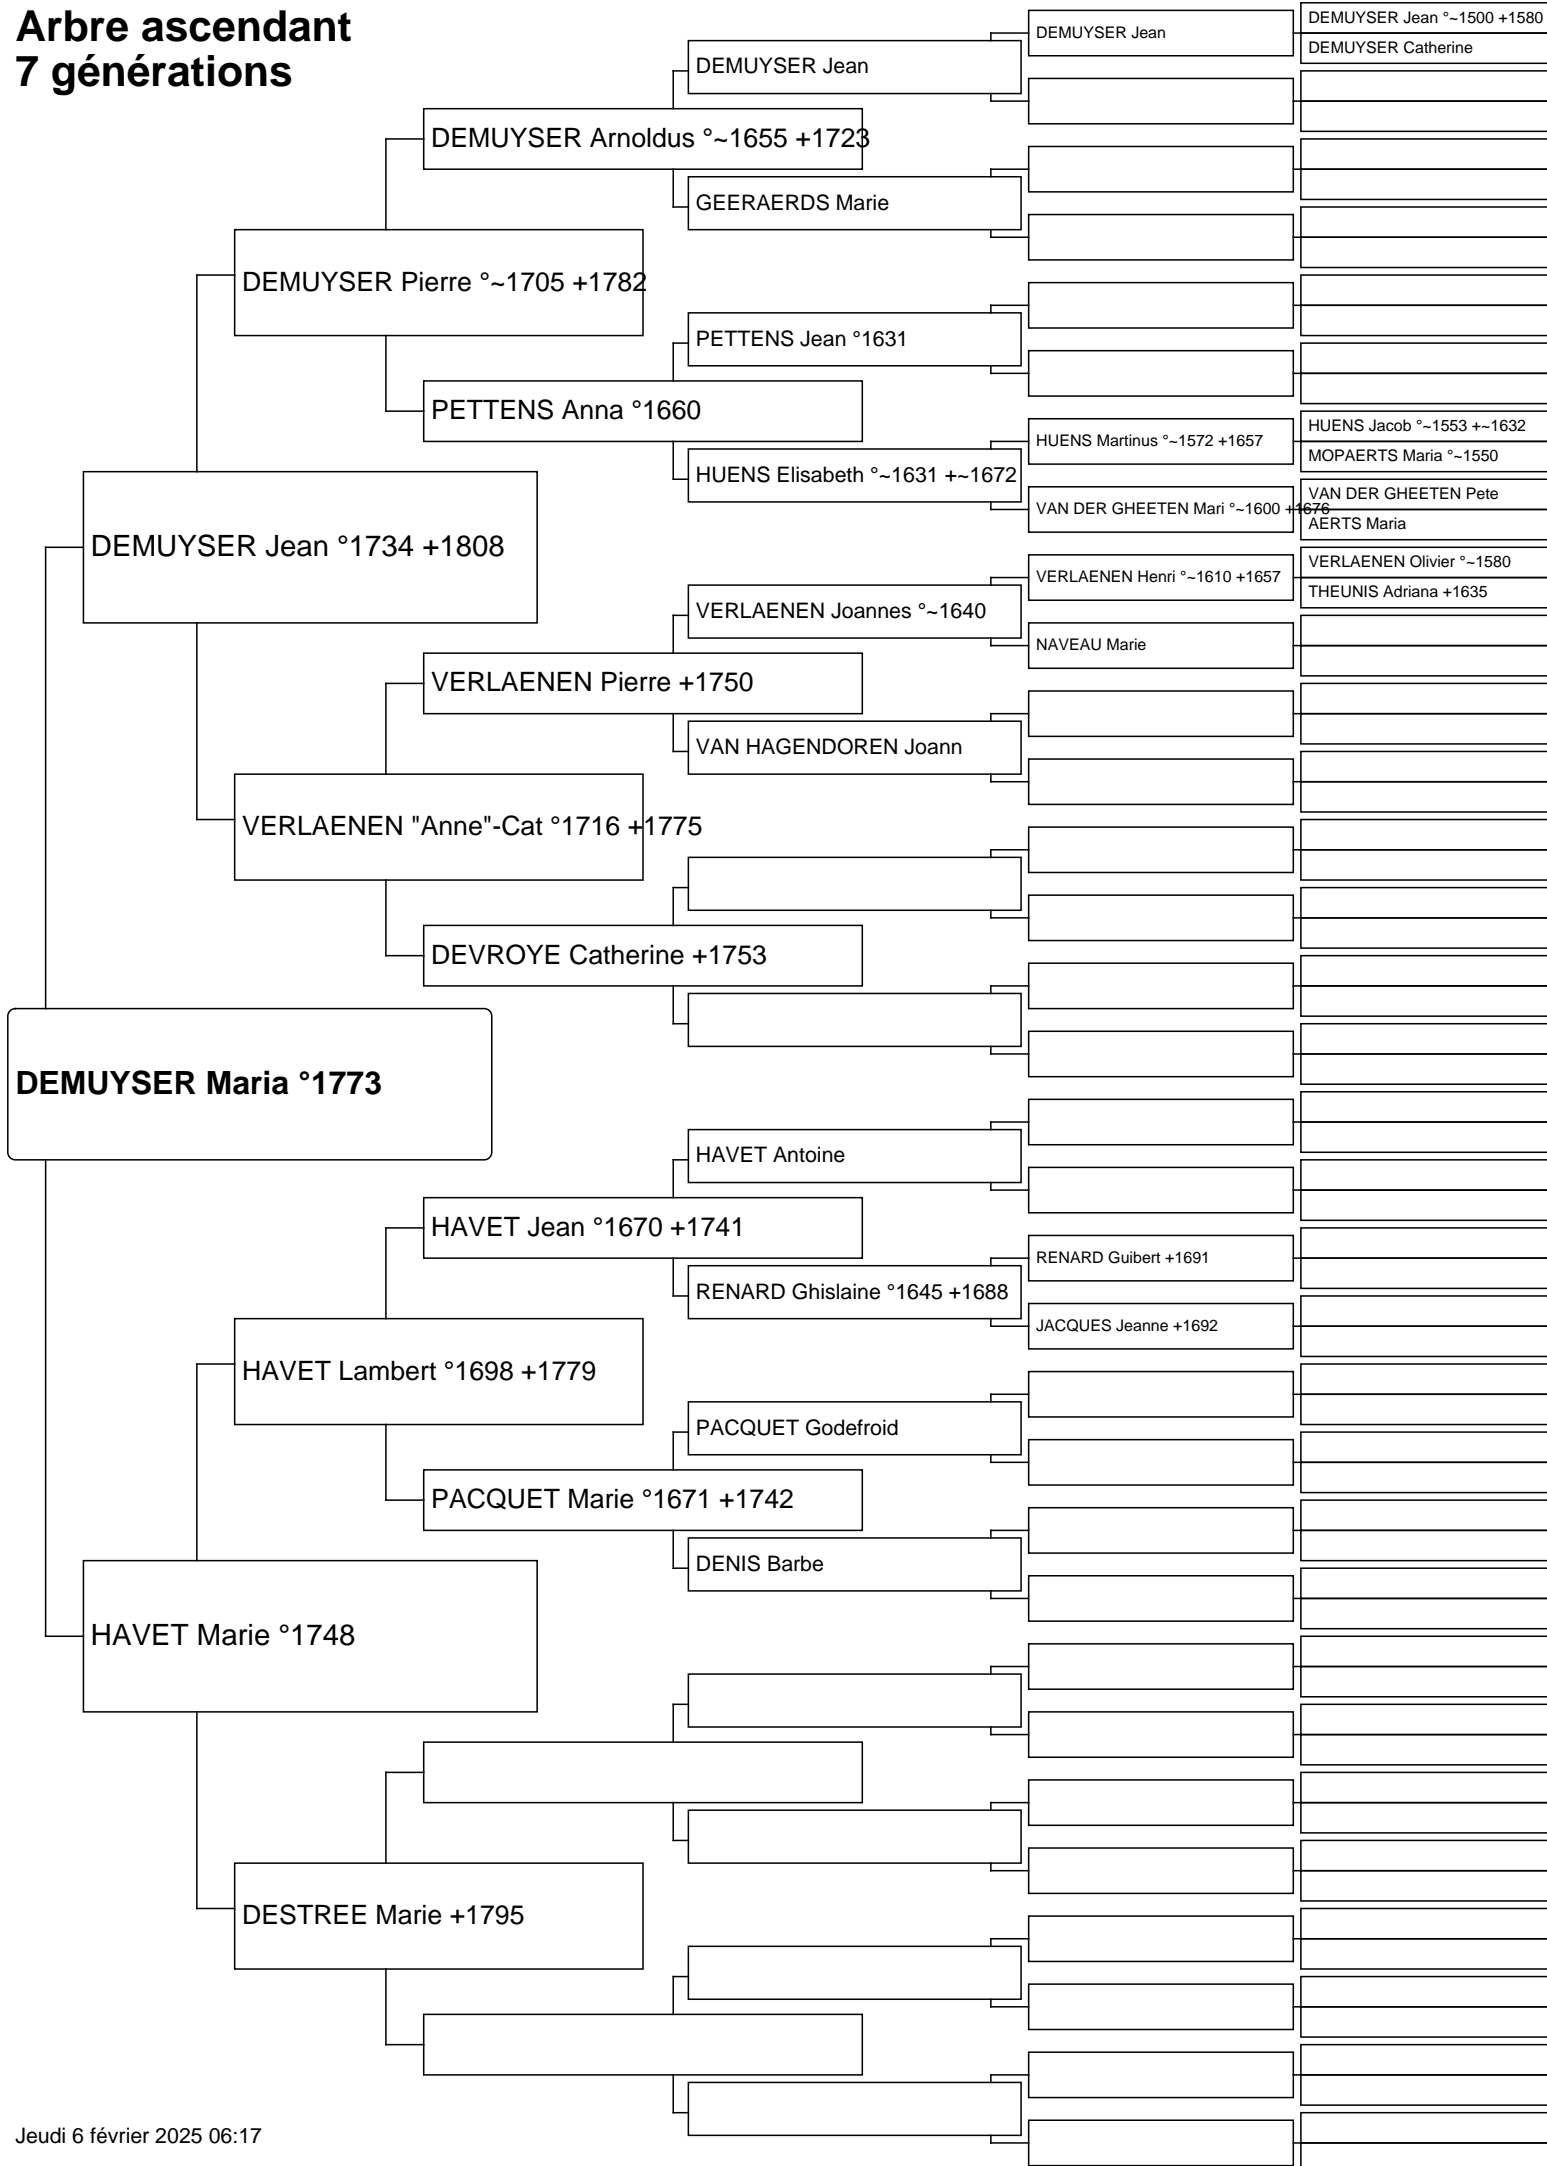 Arbre ascendant
7 générations
DEMUYSER Jean °~1500 +1580
DEMUYSER Jean
DEMUYSER Catherine
DEMUYSER Jean
DEMUYSER Arnoldus °~1655 +1723
GEERAERDS Marie
DEMUYSER Pierre °~1705 +1782
PETTENS Jean °1631
PETTENS Anna °1660
HUENS Jacob °~1553 +~1632
HUENS Martinus °~1572 +1657
MOPAERTS Maria °~1550
HUENS Elisabeth °~1631 +~1672
VAN DER GHEETEN Pete
VAN DER GHEETEN Mari °~1600 +1676
AERTS Maria
DEMUYSER Jean °1734 +1808
VERLAENEN Olivier °~1580
VERLAENEN Henri °~1610 +1657
THEUNIS Adriana +1635
VERLAENEN Joannes °~1640
NAVEAU Marie
VERLAENEN Pierre +1750
VAN HAGENDOREN Joann
VERLAENEN "Anne"-Cat °1716 +1775
DEVROYE Catherine +1753
DEMUYSER Maria °1773
HAVET Antoine
HAVET Jean °1670 +1741
RENARD Guibert +1691
RENARD Ghislaine °1645 +1688
JACQUES Jeanne +1692
HAVET Lambert °1698 +1779
PACQUET Godefroid
PACQUET Marie °1671 +1742
DENIS Barbe
HAVET Marie °1748
DESTREE Marie +1795
Jeudi 6 février 2025 06:17